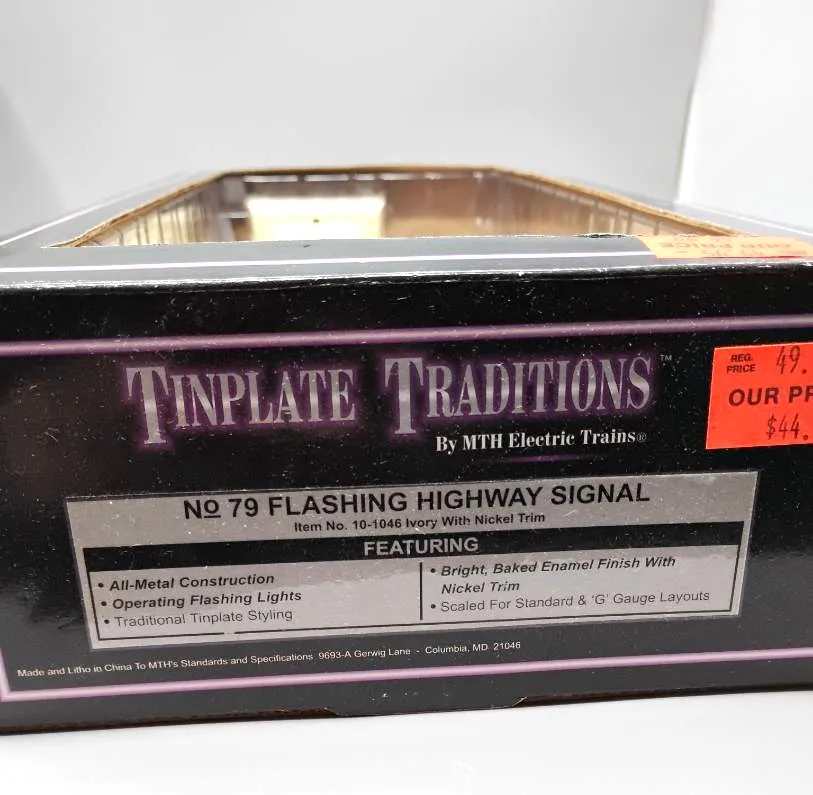 TINPLATE TRADITIONS™
By MTH Electric Trains®
REG. PRICE 49.
OUR
$44.
No 79 FLASHING HIGHWAY SIGNAL
Item No. 10-1046 Ivory With Nickel Trim
FEATURING
• All-Metal Construction
• Operating Flashing Lights
• Traditional Tinplate Styling
• Bright, Baked Enamel Finish With
Nickel Trim
• Scaled For Standard & 'G' Gauge Layouts
Made and Litho in China To MTH's Standards and Specifications 9693-A Gerwig Lane - Columbia, MD 21046